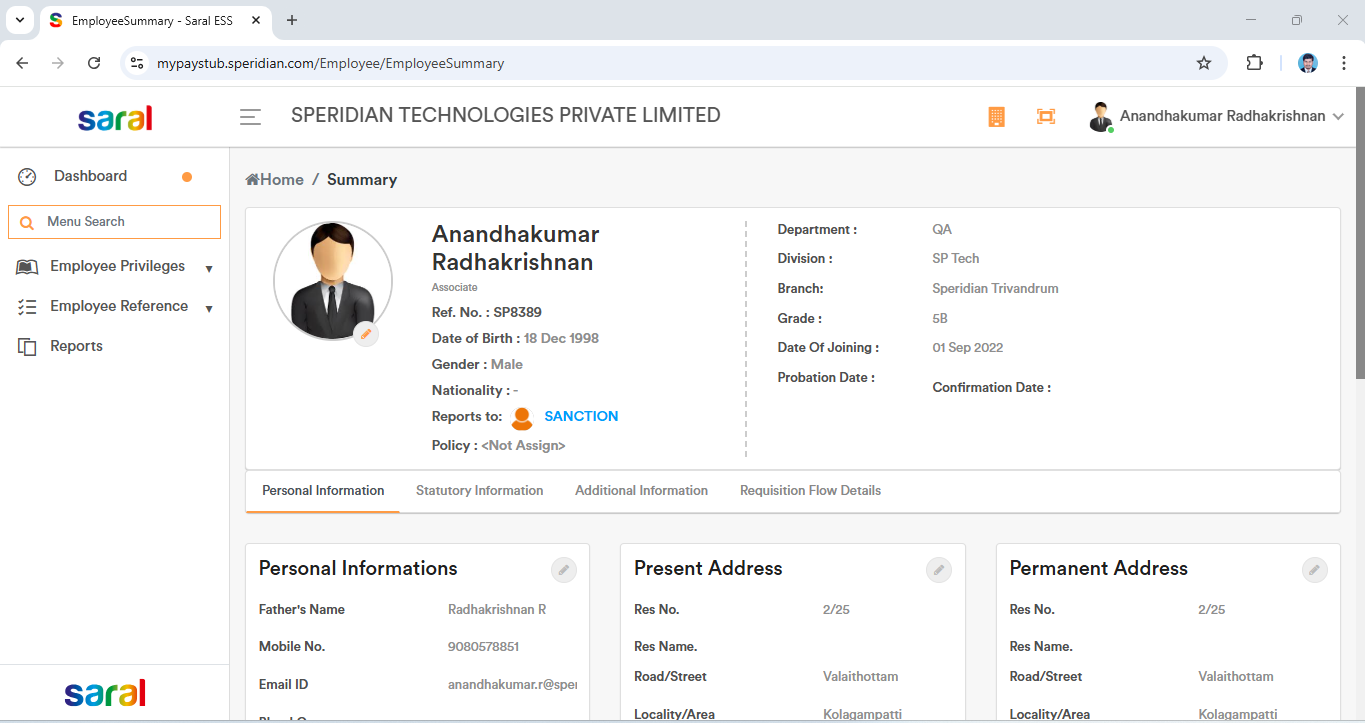 EmployeeSummary - Saral ESS
mypaystub.speridian.com/Employee/EmployeeSummary
saral
SPERIDIAN TECHNOLOGIES PRIVATE LIMITED
Anandhakumar Radhakrishnan
Dashboard
Menu Search
Employee Privileges
Employee Reference
Reports
saral
Home / Summary
Anandhakumar
Radhakrishnan
Associate
Ref. No. : SP8389
Date of Birth : 18 Dec 1998
Gender : Male
Nationality : -
Reports to: SANCTION
Policy : <Not Assign>
Department : QA
Division : SP Tech
Branch: Speridian Trivandrum
Grade : 5B
Date Of Joining : 01 Sep 2022
Probation Date :
Confirmation Date :
Personal Information Statutory Information Additional Information Requisition Flow Details
Personal Informations
Father's Name Radhakrishnan R
Mobile No. 9080578851
Email ID anandhakumar.r@sper
Present Address
Res No. 2/25
Res Name.
Road/Street Valaithottam
Locality/Area Kolagampatti
Permanent Address
Res No. 2/25
Res Name.
Road/Street Valaithottam
Locality/Area Kolagampatti